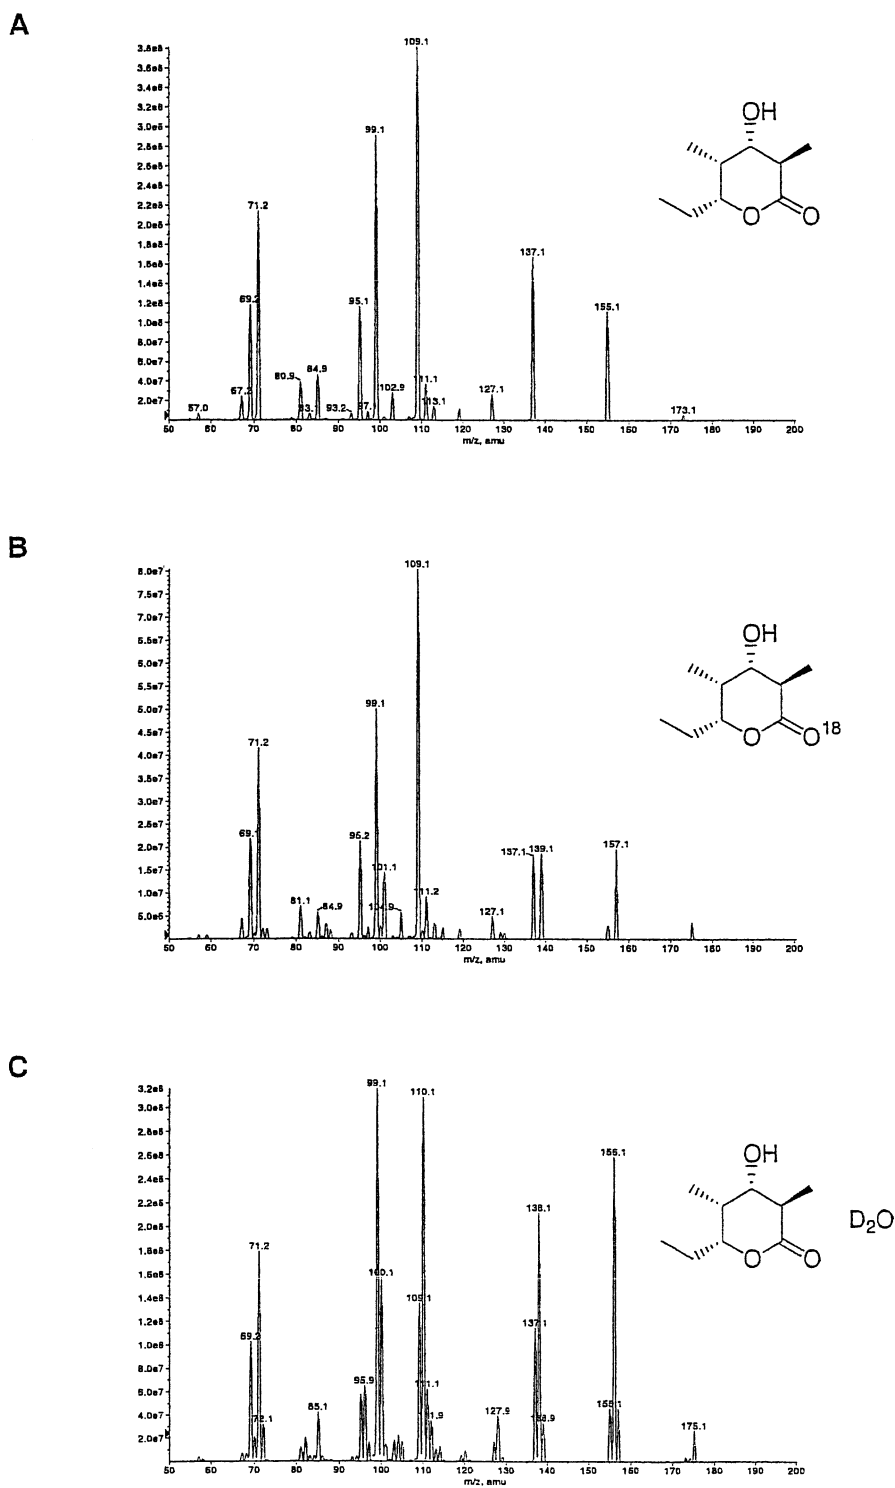 A
3.8e8
3.6e8
3.4e8
3.2e8
3.0e8
2.8e8
2.6e8
2.4e8
2.2e8
2.0e8
1.8e8
1.6e8
1.4e8
1.2e8
1.0e8
8.0e7
6.0e7
4.0e7
2.0e7
109.1
99.1
71.2
137.1
69.2
95.1
155.1
80.9
84.9
67.2
102.9
111.1
127.1
57.0
93.2
97.1
113.1
173.1
50 60 70 80 90 100 110 120 130 140 150 160 170 180 190 200
m/z, amu
OH
O
O
B
8.0e7
7.5e7
7.0e7
6.5e7
6.0e7
5.5e7
5.0e7
4.5e7
4.0e7
3.5e7
3.0e7
2.5e7
2.0e7
1.5e7
1.0e7
5.0e6
109.1
99.1
71.2
69.1
95.2
137.1
139.1
157.1
101.1
81.1
84.9
104.9
111.2
127.1
50 60 70 80 90 100 110 120 130 140 150 160 170 180 190 200
m/z, amu
OH
O
O18
C
3.2e8
3.0e8
2.8e8
2.6e8
2.4e8
2.2e8
2.0e8
1.8e8
1.6e8
1.4e8
1.2e8
1.0e8
8.0e7
6.0e7
4.0e7
2.0e7
99.1
110.1
156.1
138.1
71.2
100.1
109.1
137.1
69.2
95.9
111.1
85.1
72.1
127.9
155.1
175.1
50 60 70 80 90 100 110 120 130 140 150 160 170 180 190 200
m/z, amu
OH
O
O
D2O